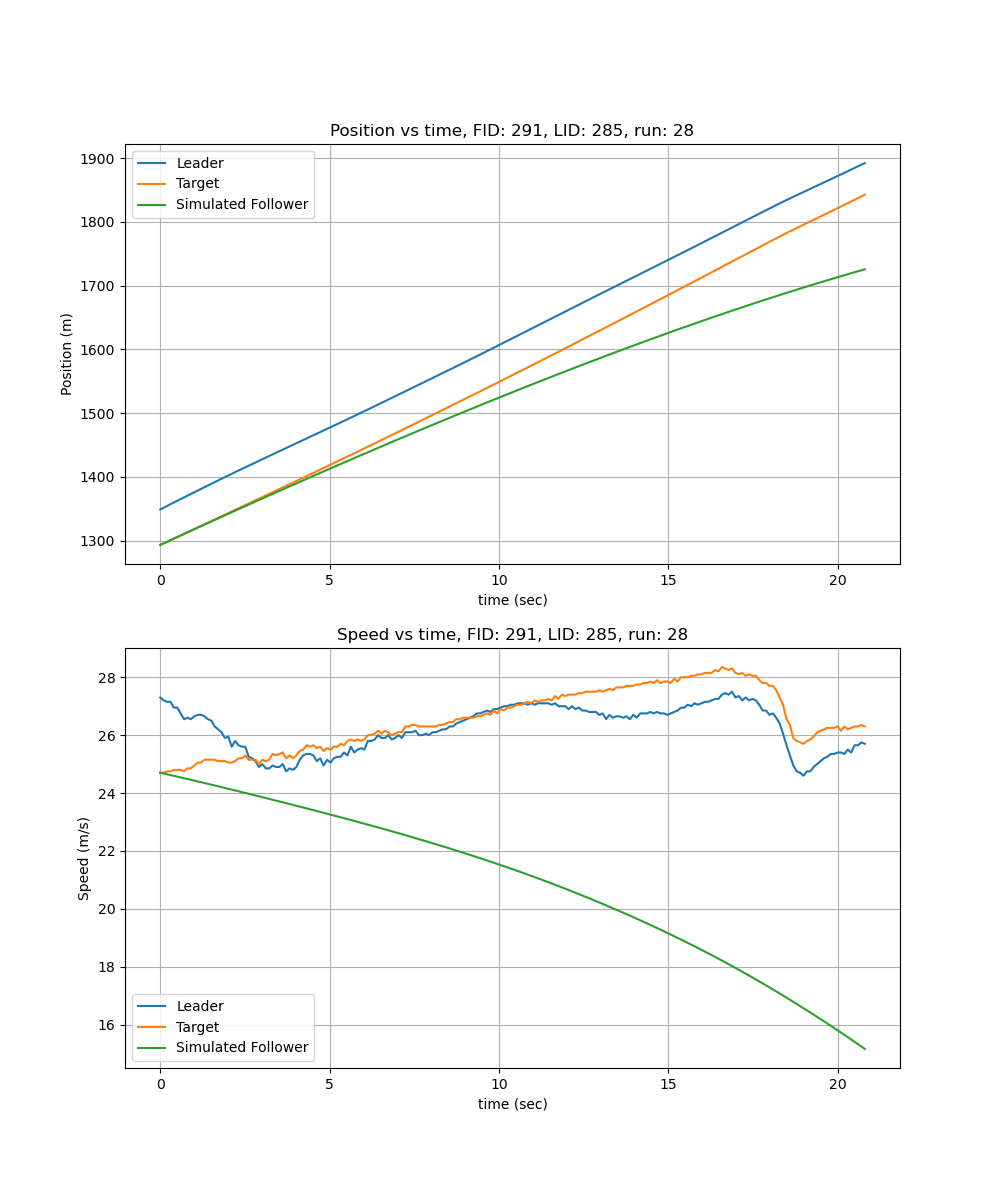 Position vs time, FID: 291, LID: 285, run: 28
Leader
Target
Simulated Follower
Position (m)
1900
1800
1700
1600
1500
1400
1300
0 5 10 15 20
time (sec)
Speed vs time, FID: 291, LID: 285, run: 28
Speed (m/s)
28
26
24
22
20
18
16
Leader
Target
Simulated Follower
0 5 10 15 20
time (sec)